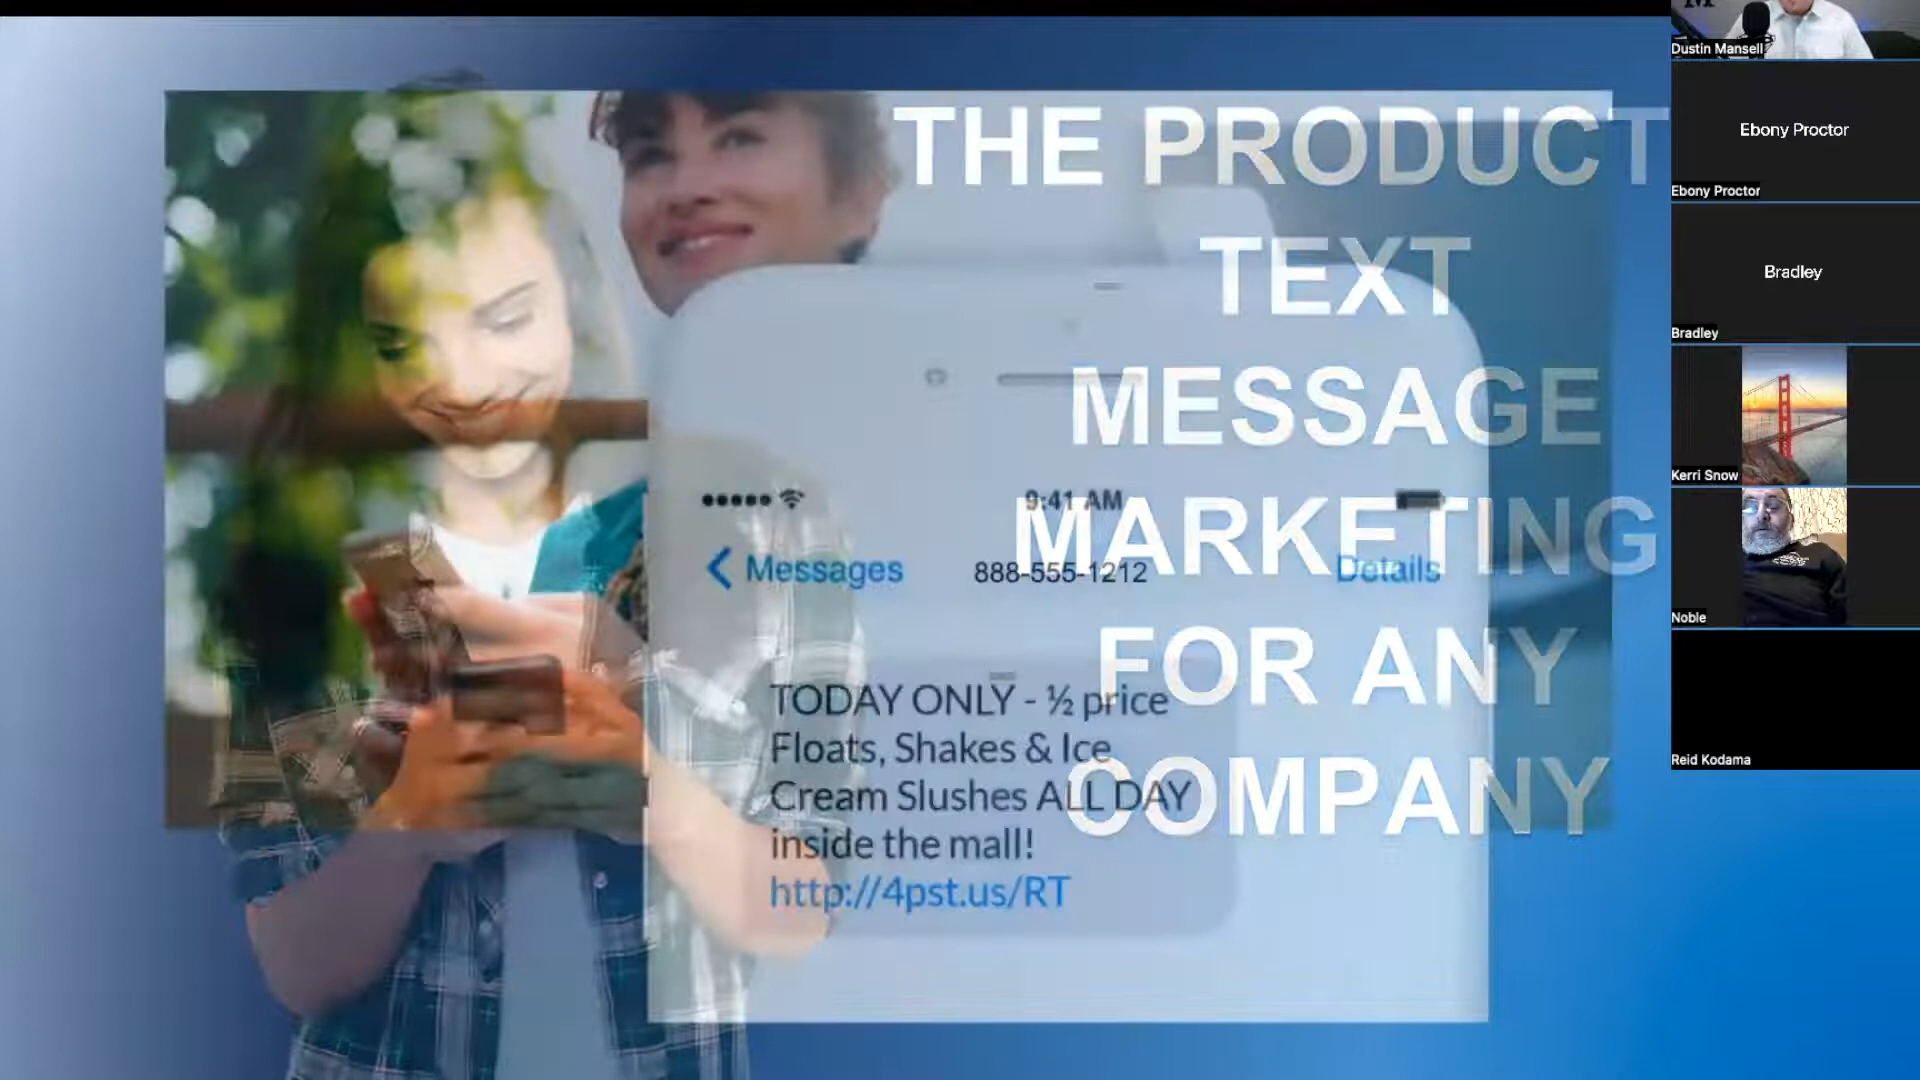 THE PRODUCT
TEXT
MESSAGE
MARKETING
FOR ANY
COMPANY
9:41 AM
Messages
888-555-1212
Details
TODAY ONLY - ½ price
Floats, Shakes & Ice
Cream Slushes ALL DAY
inside the mall!
http://4pst.us/RT
Dustin Mansell
Ebony Proctor
Ebony Proctor
Bradley
Bradley
Kerri Snow
Noble
Reid Kodama